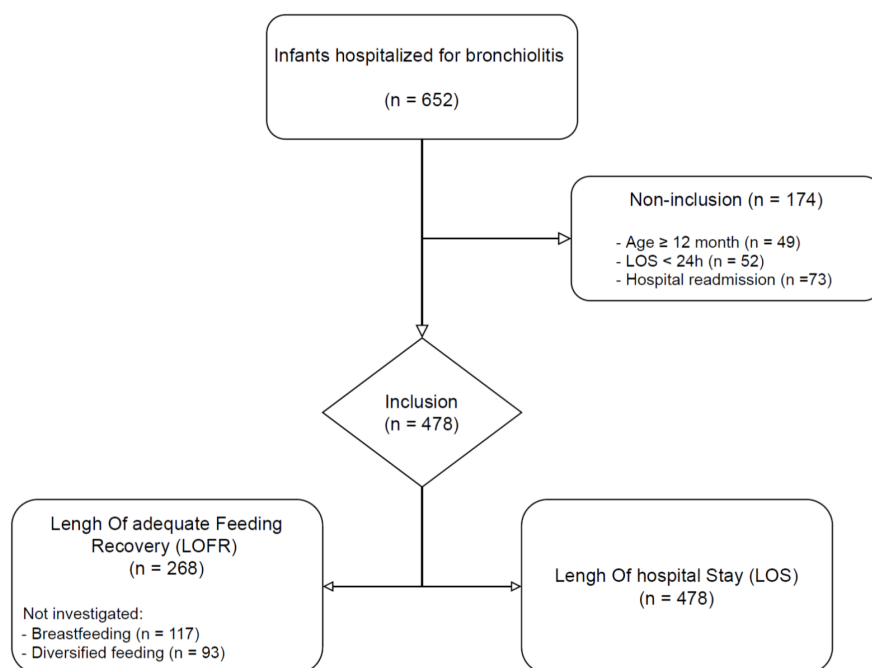 Infants hospitalized for bronchiolitis
(n = 652)
Non-inclusion (n = 174)
- Age ≥ 12 month (n = 49)
- LOS < 24h (n = 52)
- Hospital readmission (n =73)
Inclusion
(n = 478)
Lengh Of adequate Feeding
Recovery (LOFR)
(n = 268)
Not investigated:
- Breastfeeding (n = 117)
- Diversified feeding (n = 93)
Lengh Of hospital Stay (LOS)
(n = 478)